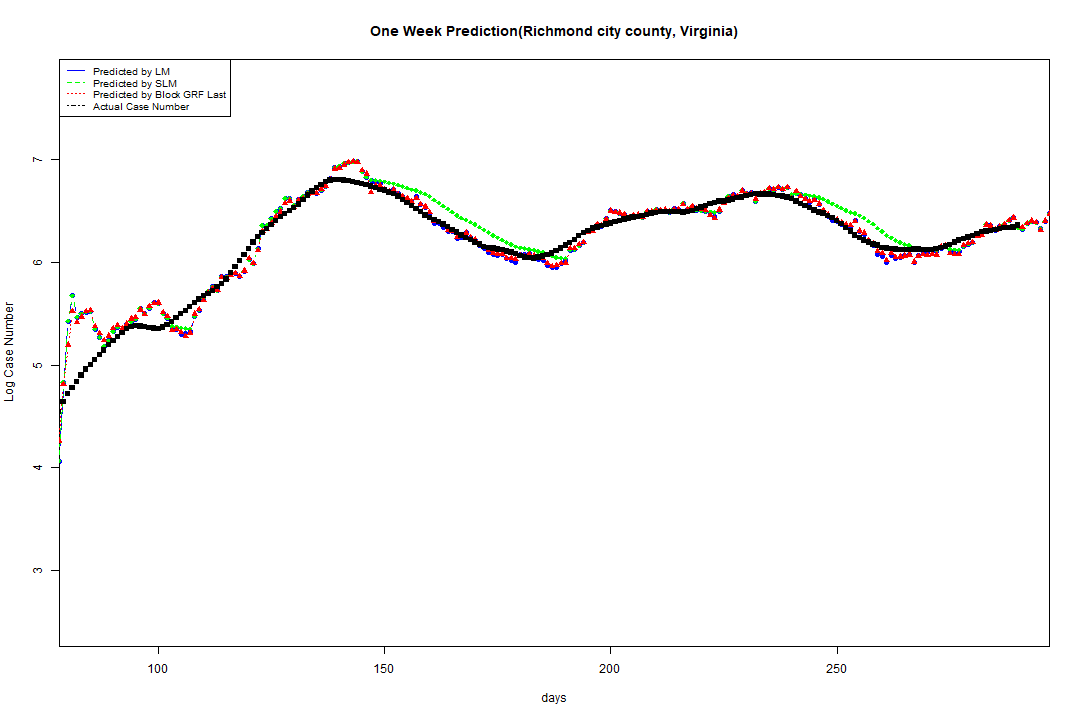 One Week Prediction(Richmond city county, Virginia)
Predicted by LM
Predicted by SLM
Predicted by Block GRF Last
Actual Case Number
7
6
5
4
3
Log Case Number
100 150 200 250
days